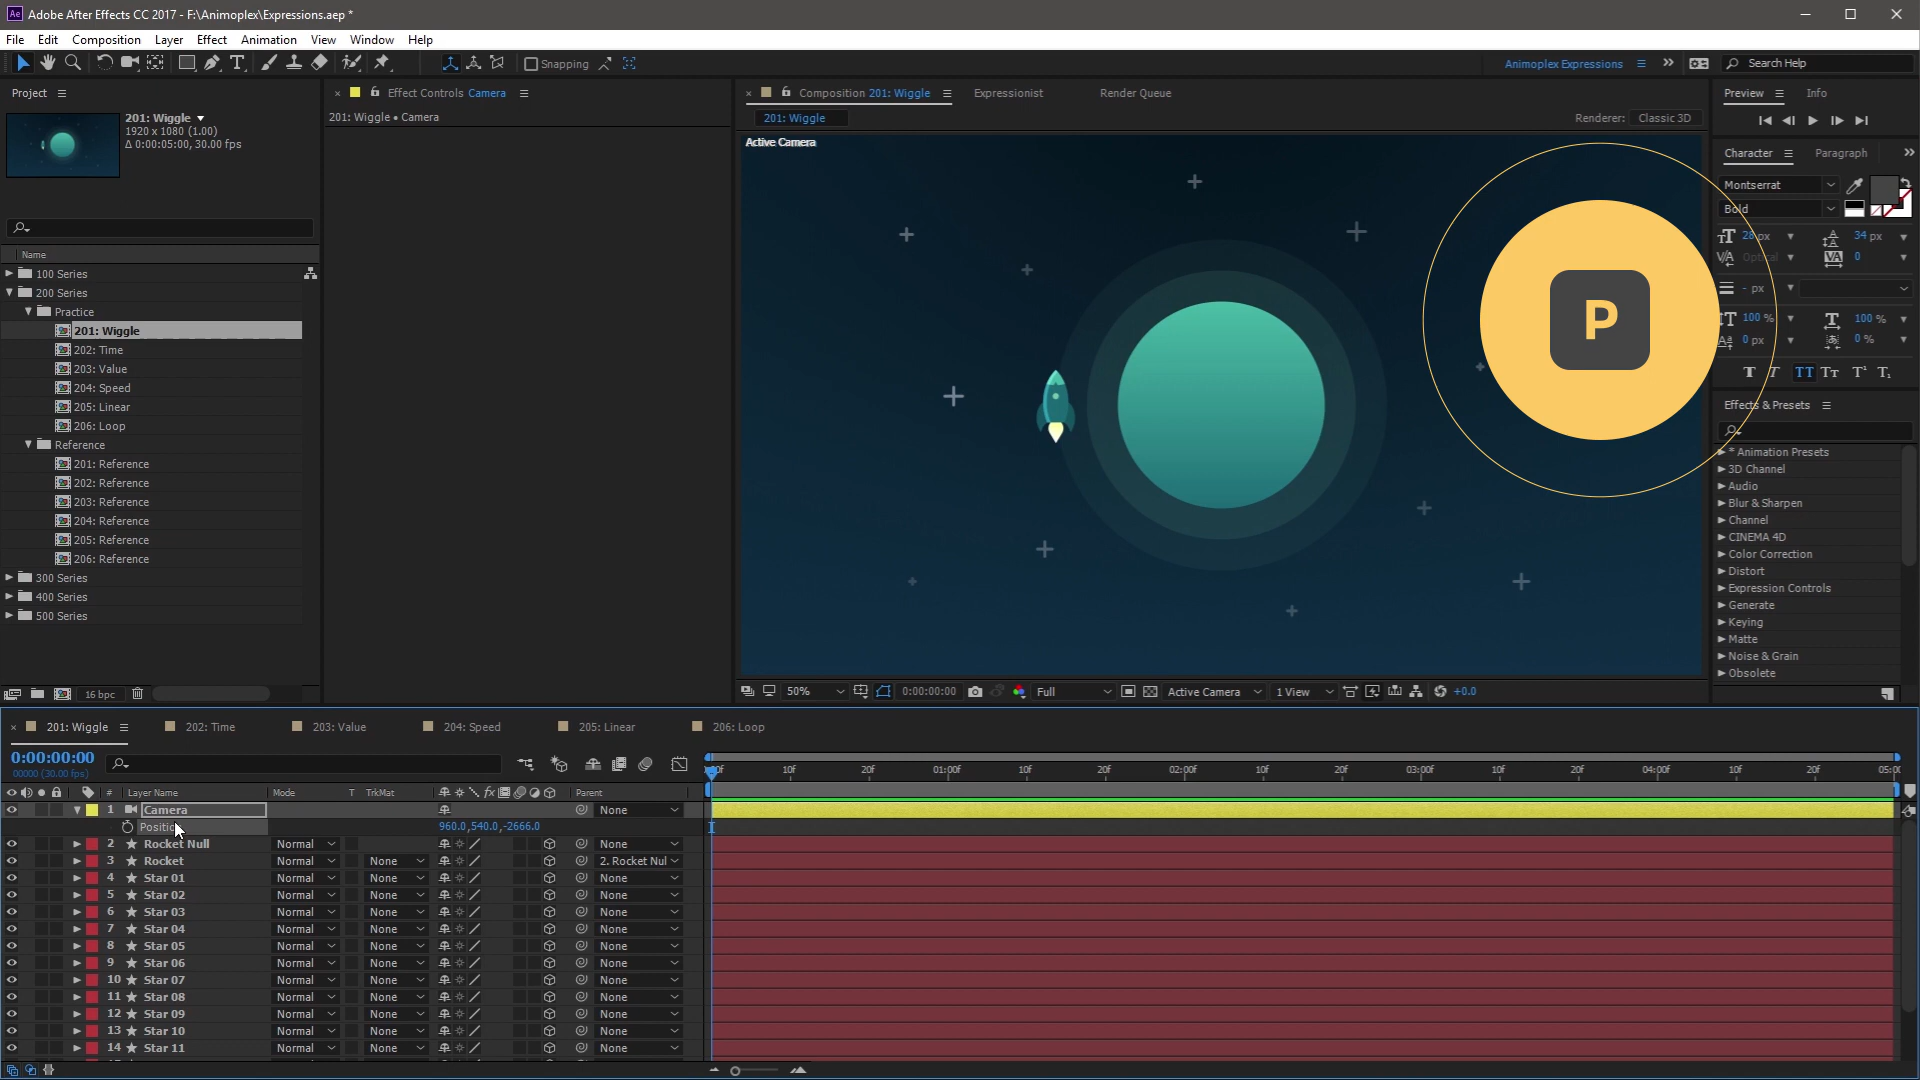 Adobe After Effects CC 2017 - F:\Animoplex\Expressions.aep *
File Edit Composition Layer Effect Animation View Window Help
Snapping
Animoplex Expressions
Search Help
Project
201: Wiggle
1920 x 1080 (1.00)
Δ 0:00:05:00, 30.00 fps
Name
100 Series
200 Series
Practice
201: Wiggle
202: Time
203: Value
204: Speed
205: Linear
206: Loop
Reference
201: Reference
202: Reference
203: Reference
204: Reference
205: Reference
206: Reference
300 Series
400 Series
500 Series
16 bpc
Effect Controls Camera
201: Wiggle • Camera
Composition 201: Wiggle
Expressionist
Render Queue
201: Wiggle
Renderer: Classic 3D
Active Camera
P
50%
0:00:00:00
Full
Active Camera
1 View
+0.0
Preview
Info
Character
Paragraph
Montserrat
Bold
28 px
34 px
Optical
0
- px
100 %
100 %
0 px
0 %
Effects & Presets
* Animation Presets
3D Channel
Audio
Blur & Sharpen
Channel
CINEMA 4D
Color Correction
Distort
Expression Controls
Generate
Keying
Matte
Noise & Grain
Obsolete
201: Wiggle
202: Time
203: Value
204: Speed
205: Linear
206: Loop
0:00:00:00
00000 (30.00 fps)
10f 20f 01:00f 10f 20f 02:00f 10f 20f 03:00f 10f 20f 04:00f 10f 20f 05:00
# Layer Name Mode T TrkMat fx Parent
1 Camera None
Positio 960.0,540.0,-2666.0
2 Rocket Null Normal None
3 Rocket Normal None 2. Rocket Nul
4 Star 01 Normal None None
5 Star 02 Normal None None
6 Star 03 Normal None None
7 Star 04 Normal None None
8 Star 05 Normal None None
9 Star 06 Normal None None
10 Star 07 Normal None None
11 Star 08 Normal None None
12 Star 09 Normal None None
13 Star 10 Normal None None
14 Star 11 Normal None None